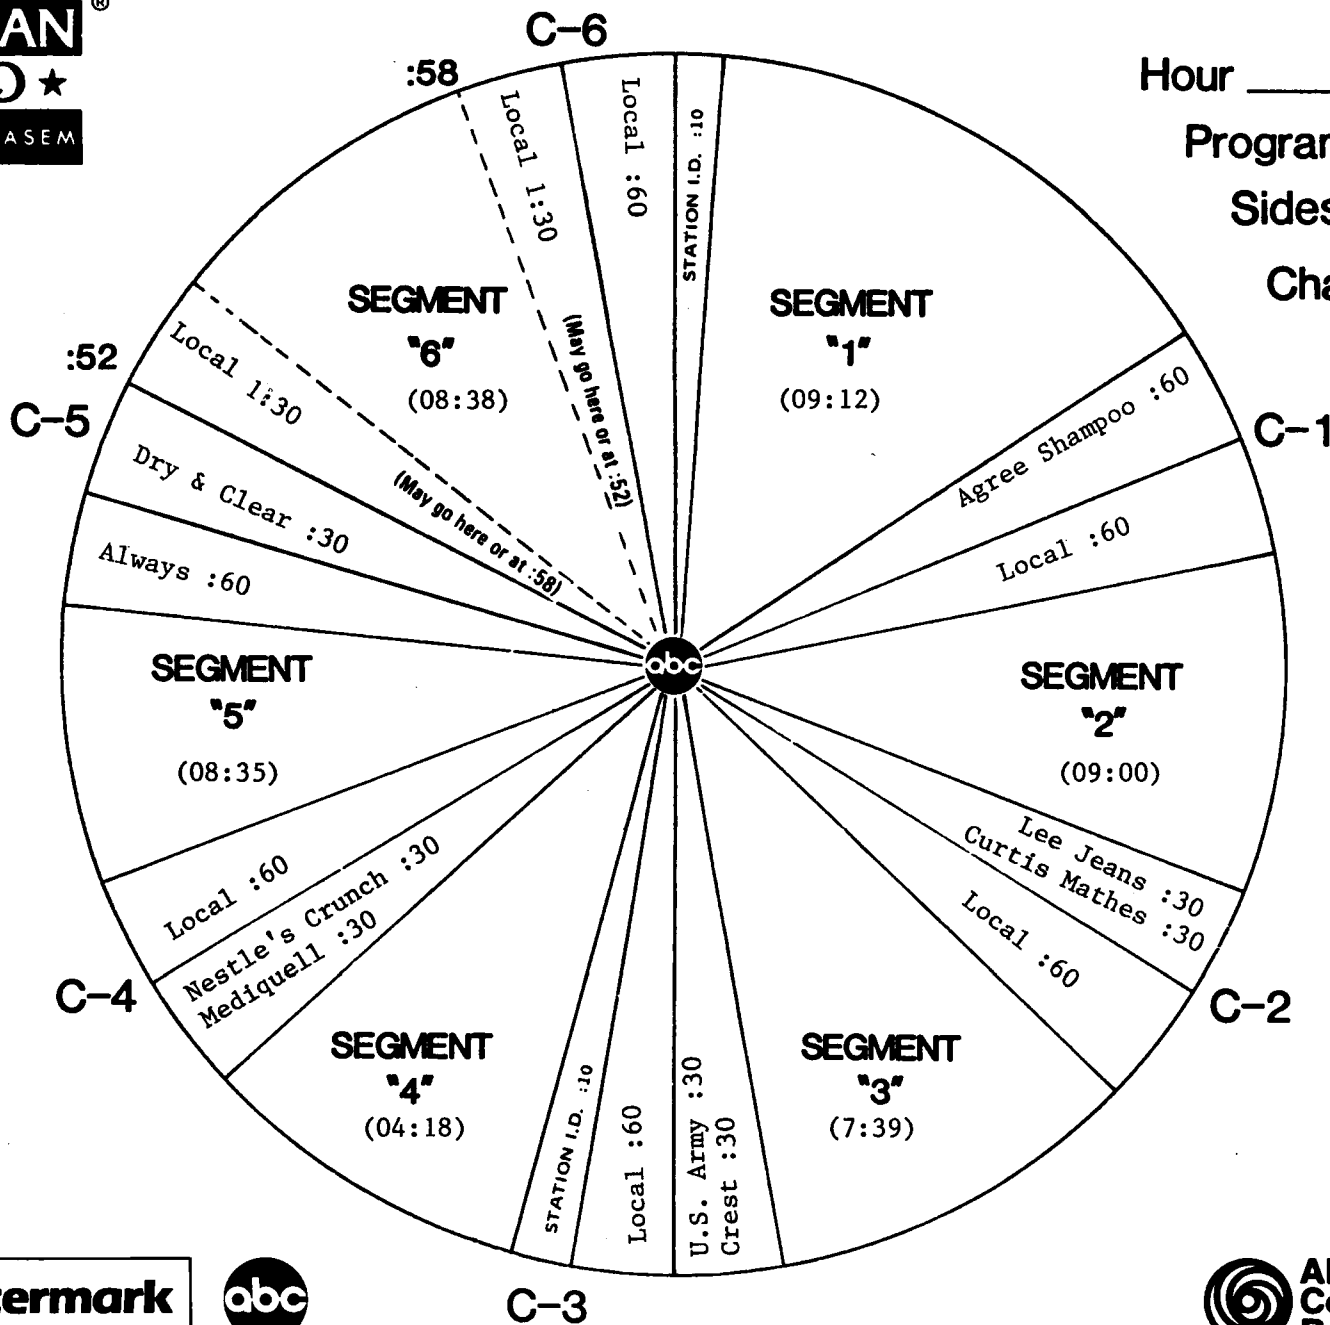 AN ®
ASEM
Hour
C-6
:58
Local 1:30
(May go here or at :52)
Local :60
STATION I.D. :10
SEGMENT
"1"
(09:12)
Agree Shampoo :60
C-1
Local :60
SEGMENT
"2"
(09:00)
Lee Jeans :30
Curtis Mathes :30
C-2
Local :60
SEGMENT
"3"
(7:39)
U.S. Army :30
Crest :30
C-3
Local :60
STATION I.D. :10
SEGMENT
"4"
(04:18)
Nestle's Crunch :30
Mediquell :30
C-4
Local :60
SEGMENT
"5"
(08:35)
Always :60
Dry & Clear :30
C-5
:52
Local 1:30
(May go here or at :58)
SEGMENT
"6"
(08:38)
abc
termark
abc